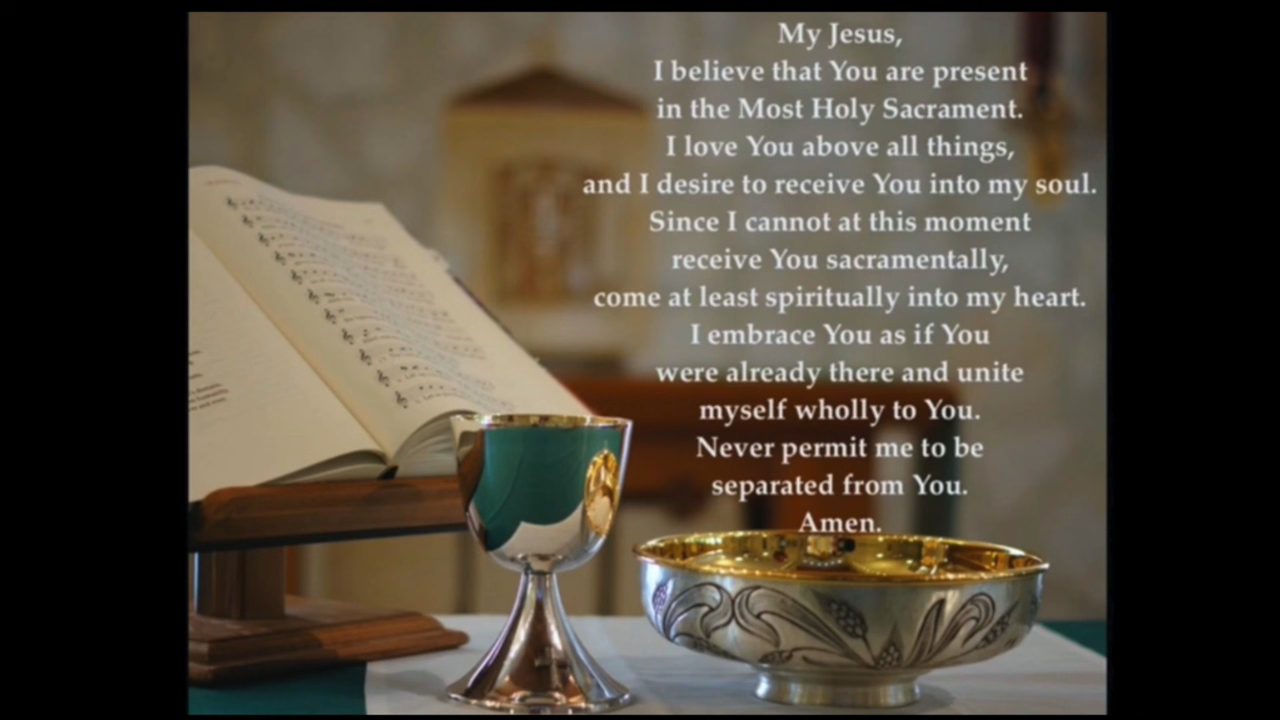 My Jesus,
I believe that You are present
in the Most Holy Sacrament.
I love You above all things,
and I desire to receive You into my soul.
Since I cannot at this moment
receive You sacramentally,
come at least spiritually into my heart.
I embrace You as if You
were already there and unite
myself wholly to You.
Never permit me to be
separated from You.
Amen.